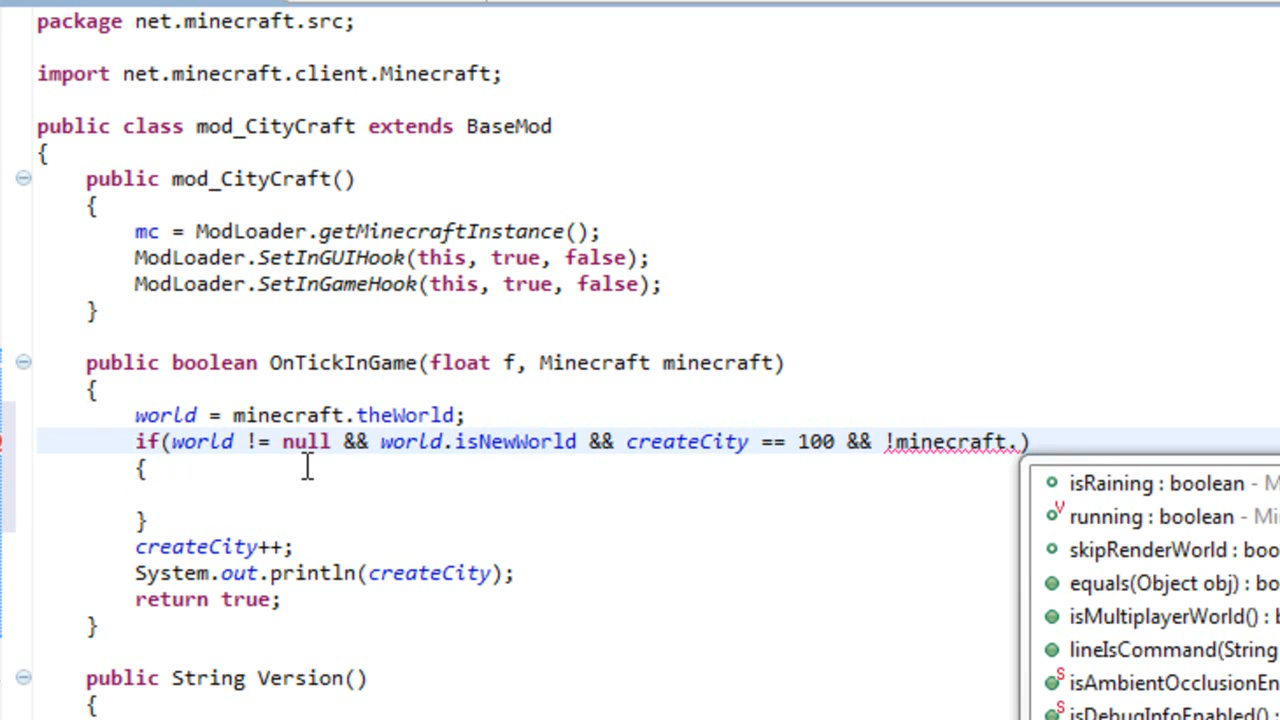 package net.minecraft.src;
import net.minecraft.client.Minecraft;
public class mod_CityCraft extends BaseMod
{
public mod_CityCraft()
{
mc = ModLoader.getMinecraftInstance();
ModLoader.SetInGUIHook(this, true, false);
ModLoader.SetInGameHook(this, true, false);
}
public boolean OnTickInGame(float f, Minecraft minecraft)
{
world = minecraft.theWorld;
if(world != null && world.isNewWorld && createCity == 100 && !minecraft.)
{
}
createCity++;
System.out.println(createCity);
return true;
}
public String Version()
{
isRaining : boolean - M
running : boolean - Mi
skipRenderWorld : boo
equals(Object obj) : bo
isMultiplayerWorld() : b
lineIsCommand(String
isAmbientOcclusionEn
isDebugInfoEnabled() :